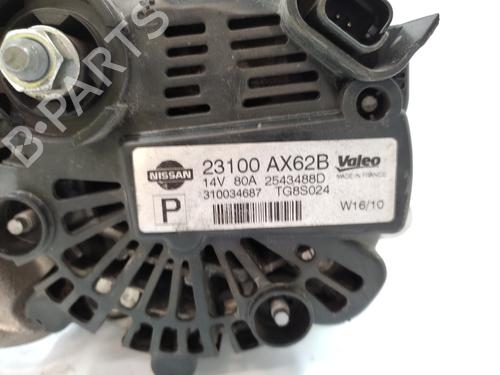 NISSAN
23100 AX62B
Valeo
MADE IN FRANCE
14V 80A 2543488D
310034687 TG8S024
P
W16/10
B-PARTS